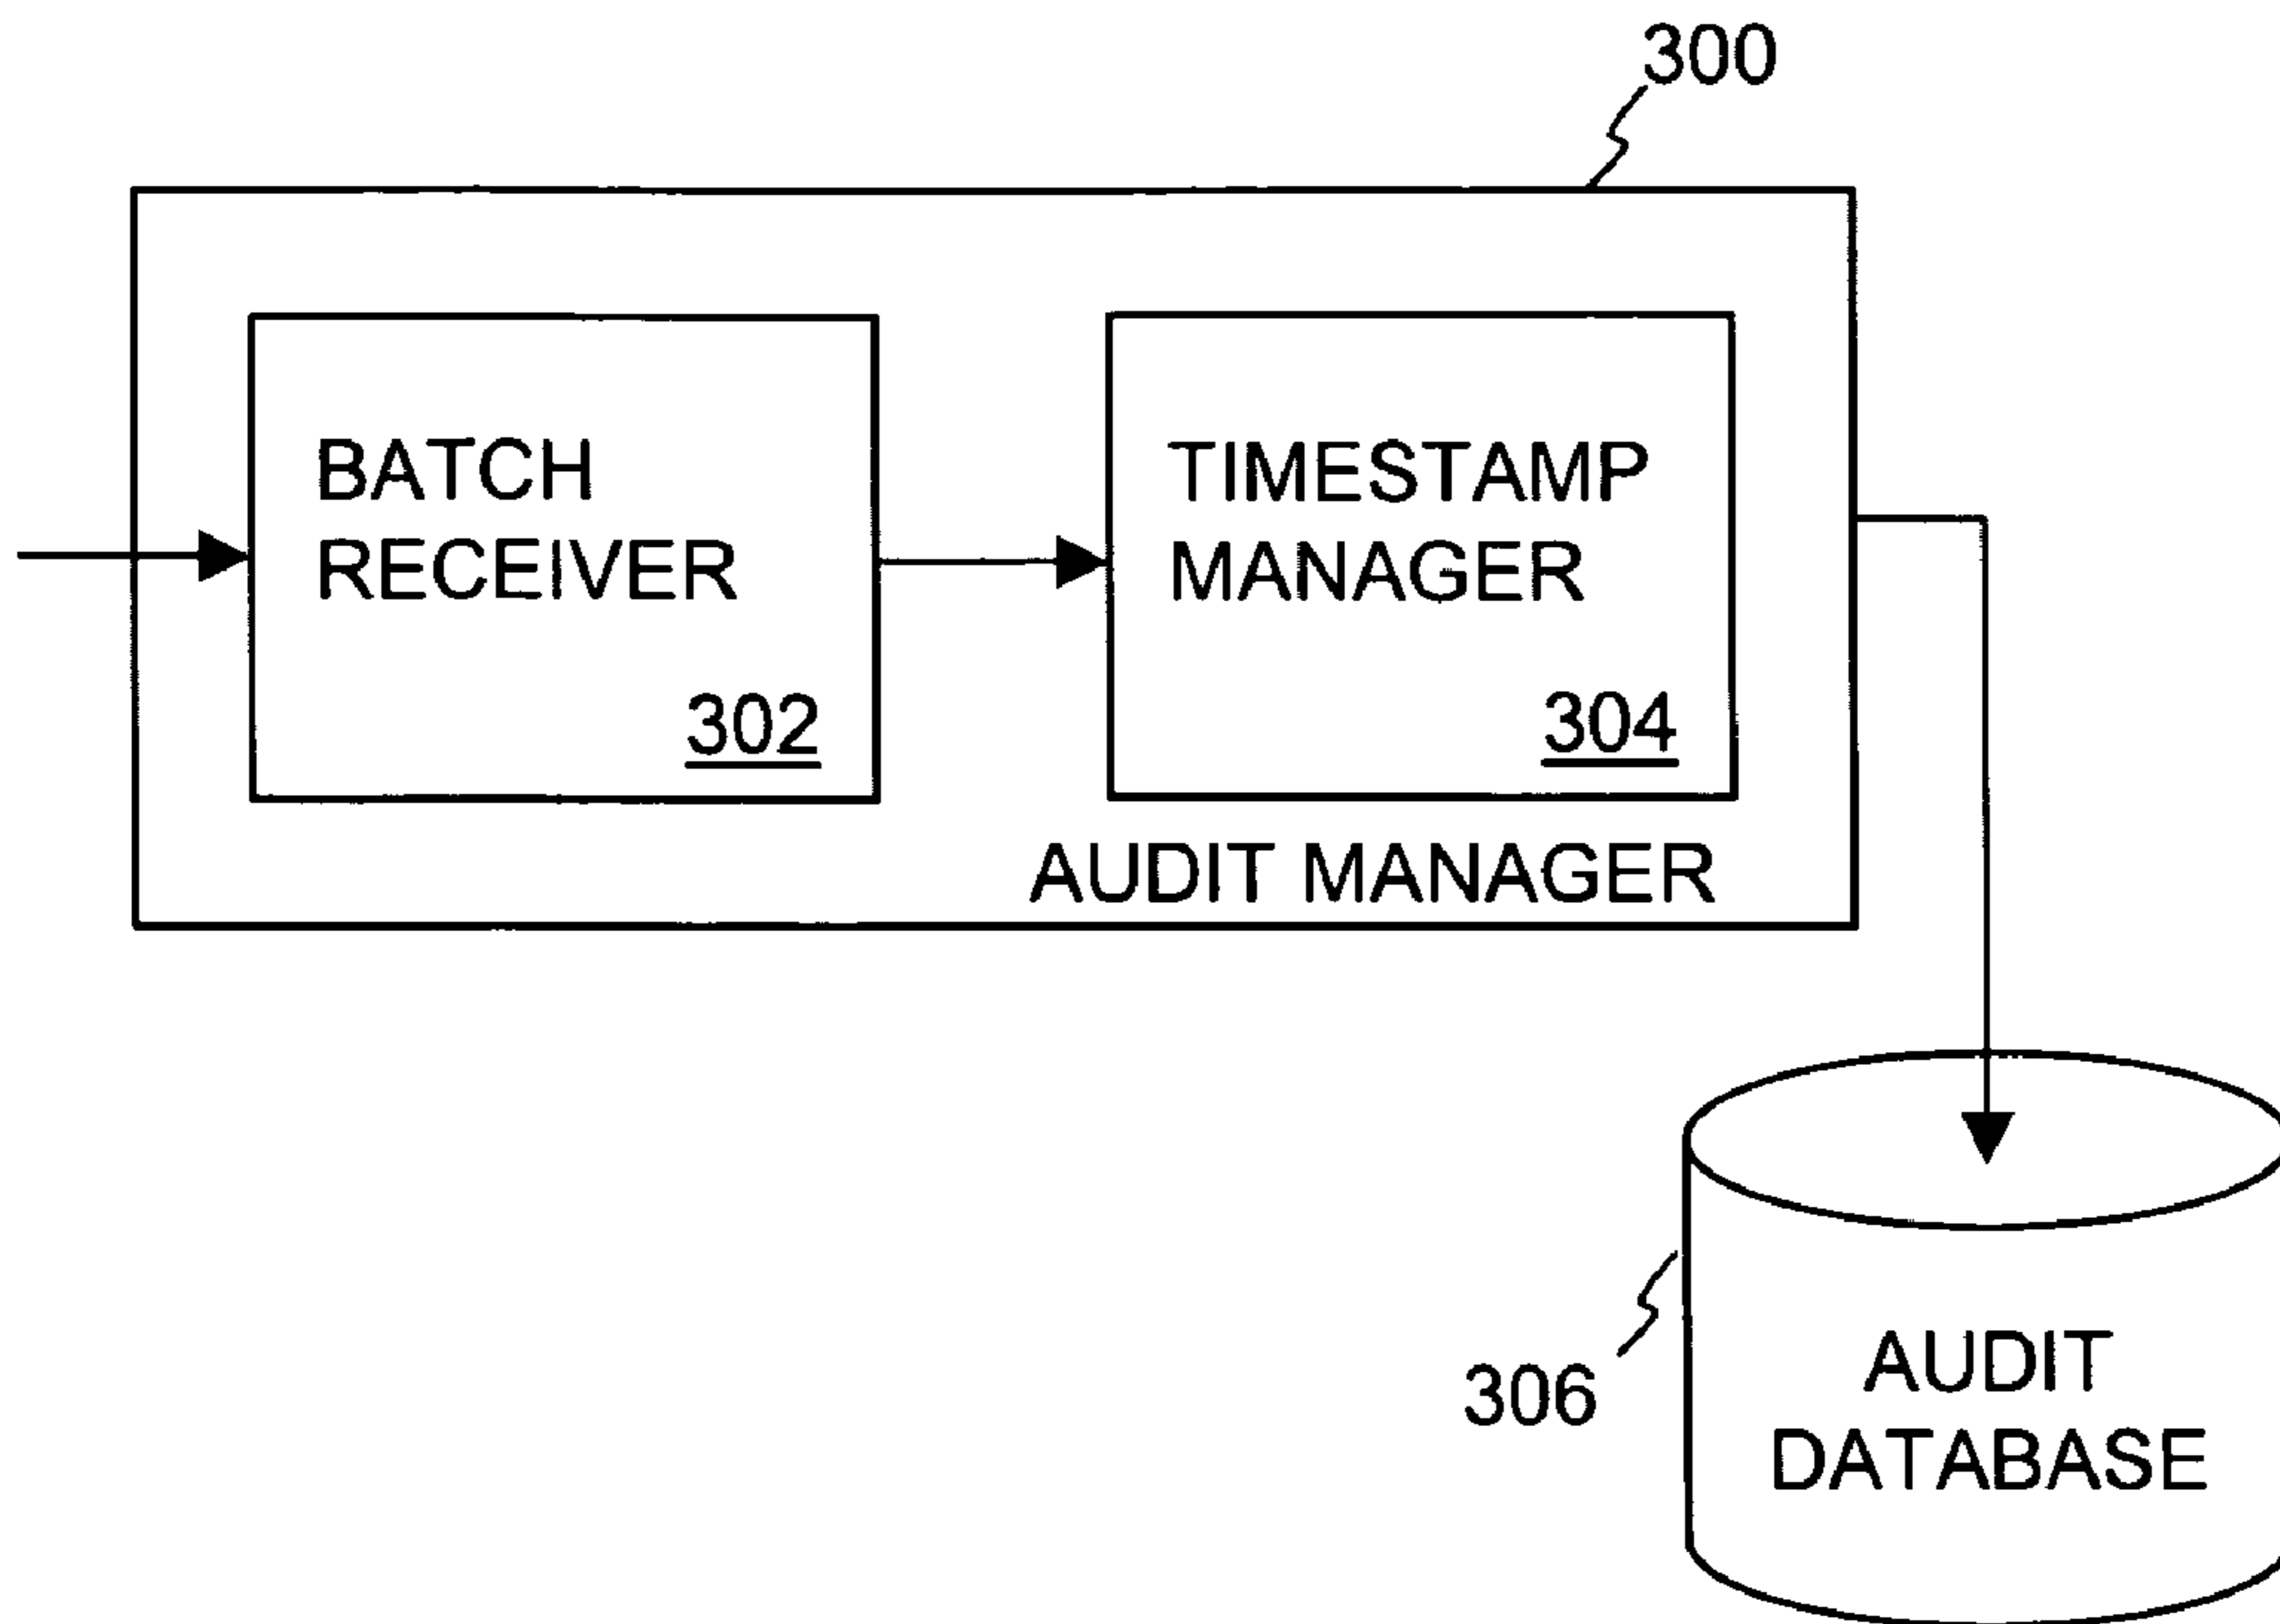 300
BATCH
RECEIVER
302
TIMESTAMP
MANAGER
304
AUDIT MANAGER
306
AUDIT
DATABASE